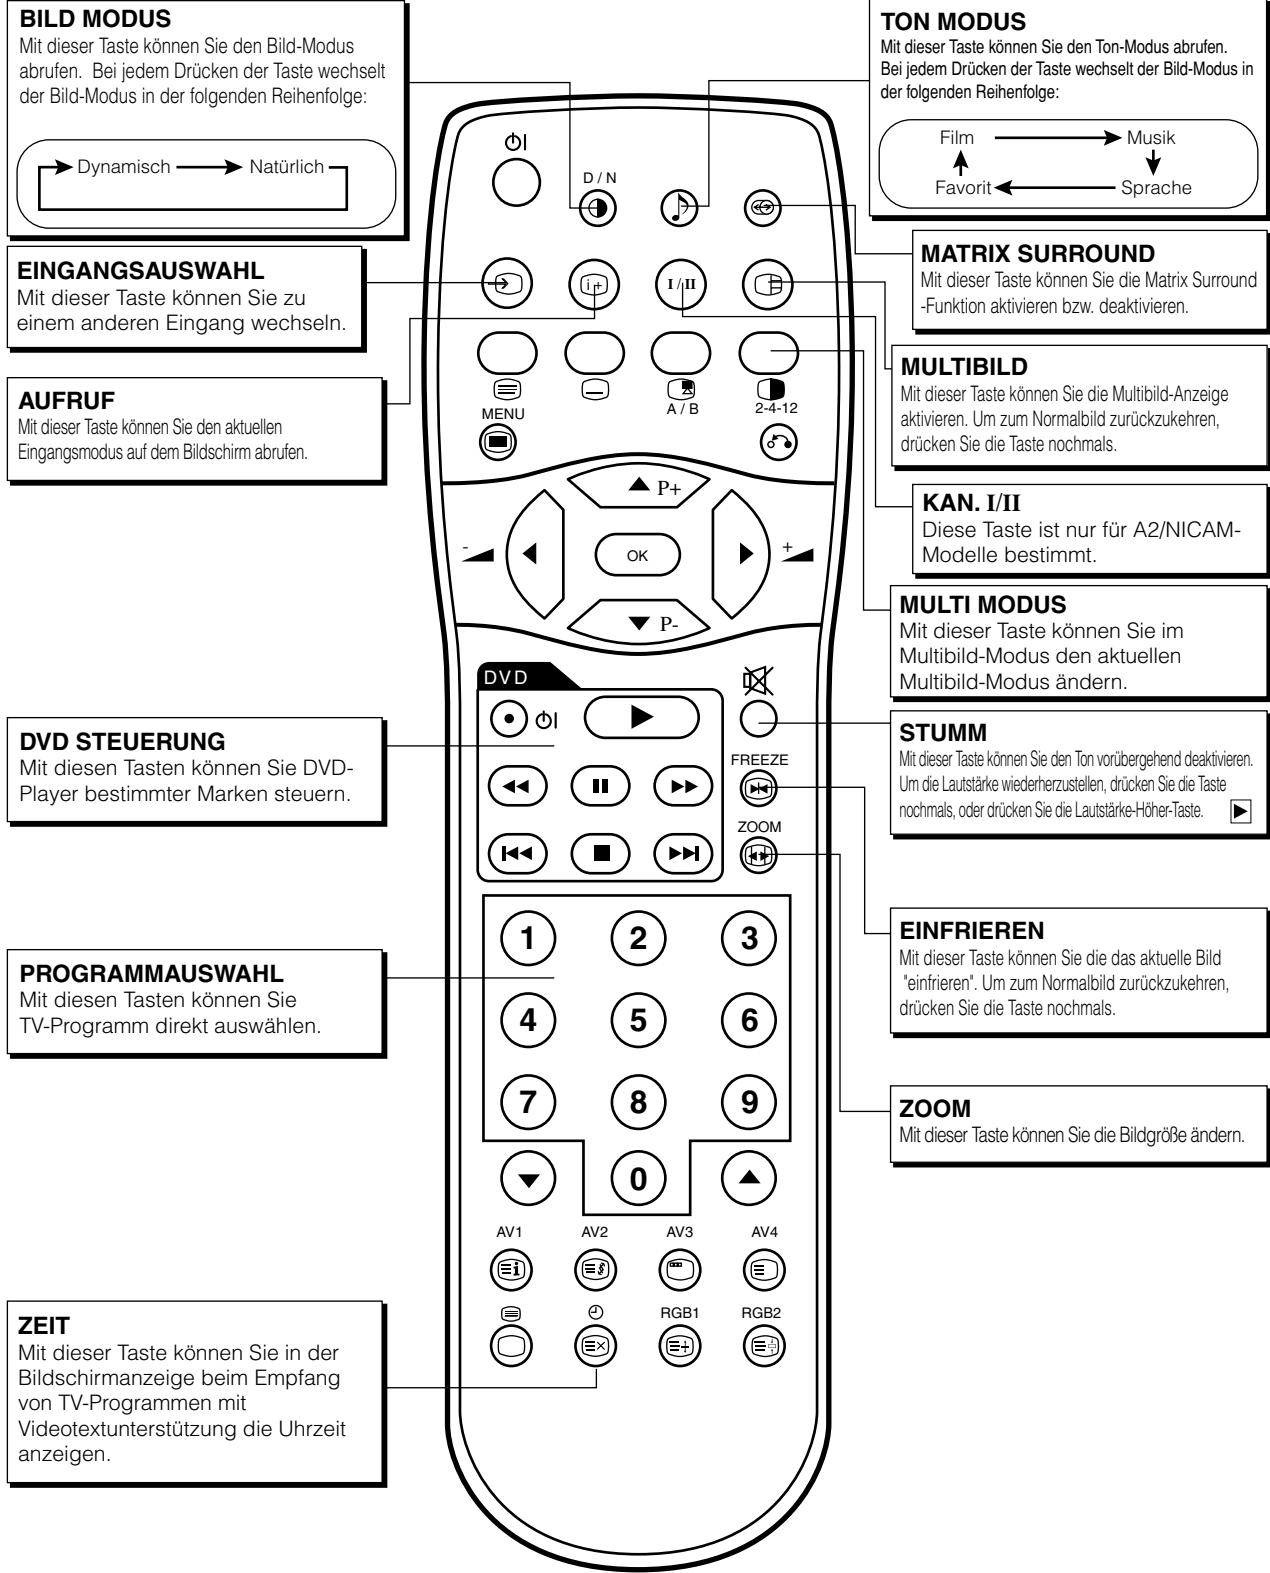 BILD MODUS
Mit dieser Taste können Sie den Bild-Modus
abrufen.  Bei jedem Drücken der Taste wechselt
der Bild-Modus in der folgenden Reihenfolge:
Dynamisch Natürlich
EINGANGSAUSWAHL
Mit dieser Taste können Sie zu
einem anderen Eingang wechseln.
AUFRUF
Mit dieser Taste können Sie den aktuellen
Eingangsmodus auf dem Bildschirm abrufen.
DVD STEUERUNG
Mit diesen Tasten können Sie DVD-
Player bestimmter Marken steuern.
PROGRAMMAUSWAHL
Mit diesen Tasten können Sie
TV-Programm direkt auswählen.
ZEIT
Mit dieser Taste können Sie in der
Bildschirmanzeige beim Empfang
von TV-Programmen mit
Videotextunterstützung die Uhrzeit
anzeigen.
D / N
i+
I / II
A / B
2-4-12
MENU
P+
-
OK
+
P-
DVD
FREEZE
ZOOM
1 2 3
4 5 6
7 8 9
0
AV1 AV2 AV3 AV4
RGB1 RGB2
TON MODUS
Mit dieser Taste können Sie den Ton-Modus abrufen.
Bei jedem Drücken der Taste wechselt der Bild-Modus in
der folgenden Reihenfolge:
Film Musik
Favorit Sprache
MATRIX SURROUND
Mit dieser Taste können Sie die Matrix Surround
-Funktion aktivieren bzw. deaktivieren.
MULTIBILD
Mit dieser Taste können Sie die Multibild-Anzeige
aktivieren. Um zum Normalbild zurückzukehren,
drücken Sie die Taste nochmals.
KAN. I/II
Diese Taste ist nur für A2/NICAM-
Modelle bestimmt.
MULTI MODUS
Mit dieser Taste können Sie im
Multibild-Modus den aktuellen
Multibild-Modus ändern.
STUMM
Mit dieser Taste können Sie den Ton vorübergehend deaktivieren.
Um die Lautstärke wiederherzustellen, drücken Sie die Taste
nochmals, oder drücken Sie die Lautstärke-Höher-Taste.
EINFRIEREN
Mit dieser Taste können Sie die das aktuelle Bild
"einfrieren". Um zum Normalbild zurückzukehren,
drücken Sie die Taste nochmals.
ZOOM
Mit dieser Taste können Sie die Bildgröße ändern.